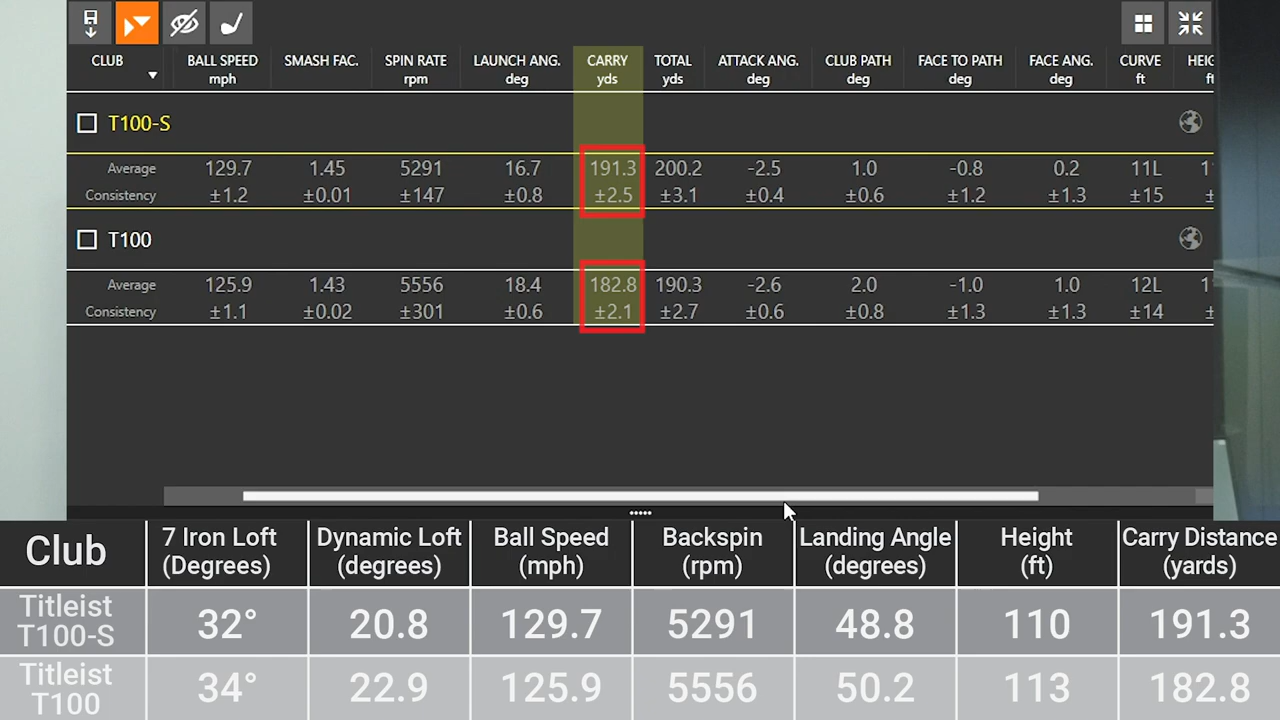 CLUB BALL SPEED SMASH FAC. SPIN RATE LAUNCH ANG. CARRY TOTAL ATTACK ANG. CLUB PATH FACE TO PATH FACE ANG. CURVE
mph rpm deg yds yds deg deg deg deg ft
T100-S
Average 129.7 1.45 5291 16.7 191.3 200.2 -2.5 1.0 -0.8 0.2 11L
Consistency ±1.2 ±0.01 ±147 ±0.8 ±2.5 ±3.1 ±0.4 ±0.6 ±1.2 ±1.3 ±15
T100
Average 125.9 1.43 5556 18.4 182.8 190.3 -2.6 2.0 -1.0 1.0 12L
Consistency ±1.1 ±0.02 ±301 ±0.6 ±2.1 ±2.7 ±0.6 ±0.8 ±1.3 ±1.3 ±14
Club 7 Iron Loft Dynamic Loft Ball Speed Backspin Landing Angle Height Carry Distance
(Degrees) (degrees) (mph) (rpm) (degrees) (ft) (yards)
Titleist
T100-S 32° 20.8 129.7 5291 48.8 110 191.3
Titleist
T100 34° 22.9 125.9 5556 50.2 113 182.8